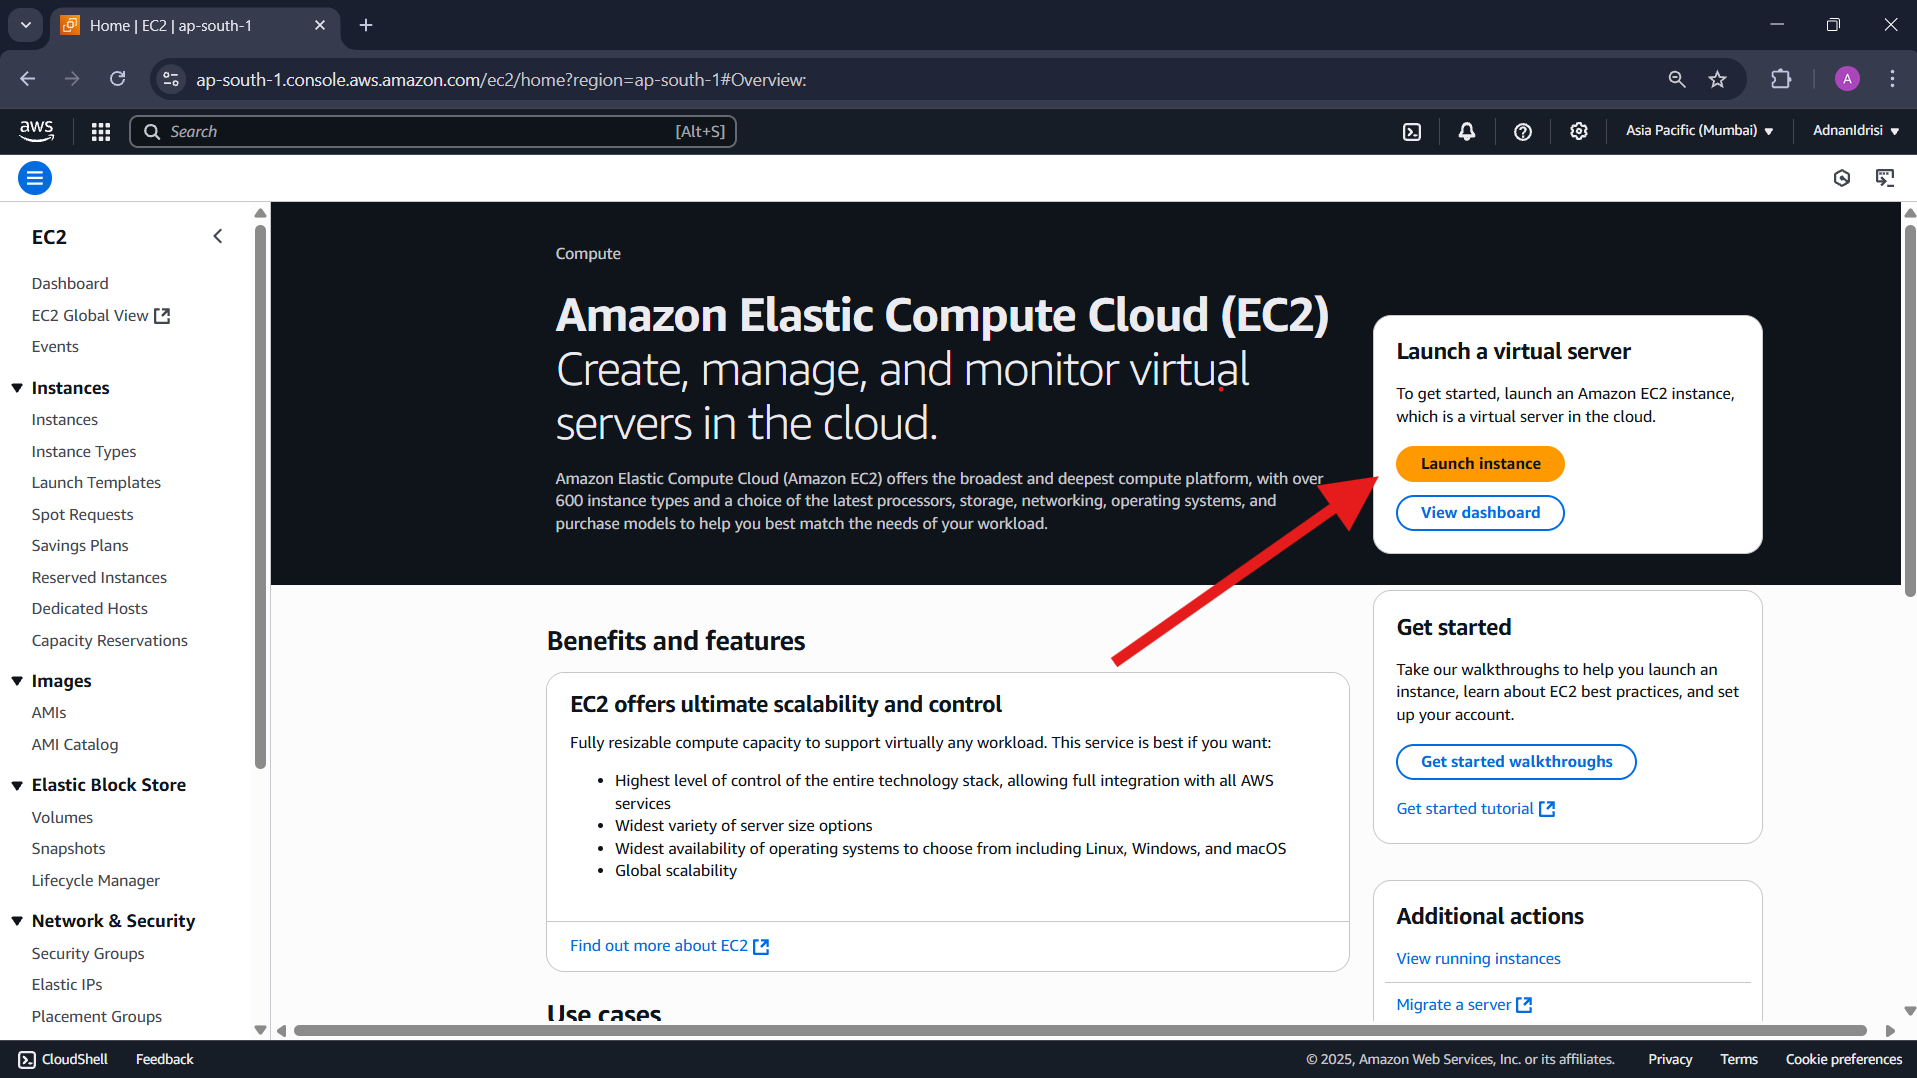 Home | EC2 | ap-south-1
ap-south-1.console.aws.amazon.com/ec2/home?region=ap-south-1#Overview:
A
aws
Search
[Alt+S]
Asia Pacific (Mumbai)
AdnanIdrisi
EC2
Dashboard
EC2 Global View
Events
Instances
Instances
Instance Types
Launch Templates
Spot Requests
Savings Plans
Reserved Instances
Dedicated Hosts
Capacity Reservations
Images
AMIs
AMI Catalog
Elastic Block Store
Volumes
Snapshots
Lifecycle Manager
Network & Security
Security Groups
Elastic IPs
Placement Groups
Compute
Amazon Elastic Compute Cloud (EC2)
Create, manage, and monitor virtual
servers in the cloud.
Amazon Elastic Compute Cloud (Amazon EC2) offers the broadest and deepest compute platform, with over
600 instance types and a choice of the latest processors, storage, networking, operating systems, and
purchase models to help you best match the needs of your workload.
Launch a virtual server
To get started, launch an Amazon EC2 instance,
which is a virtual server in the cloud.
Launch instance
View dashboard
Benefits and features
EC2 offers ultimate scalability and control
Fully resizable compute capacity to support virtually any workload. This service is best if you want:
• Highest level of control of the entire technology stack, allowing full integration with all AWS
services
• Widest variety of server size options
• Widest availability of operating systems to choose from including Linux, Windows, and macOS
• Global scalability
Find out more about EC2
Use cases
Get started
Take our walkthroughs to help you launch an
instance, learn about EC2 best practices, and set
up your account.
Get started walkthroughs
Get started tutorial
Additional actions
View running instances
Migrate a server
CloudShell
Feedback
© 2025, Amazon Web Services, Inc. or its affiliates.
Privacy
Terms
Cookie preferences